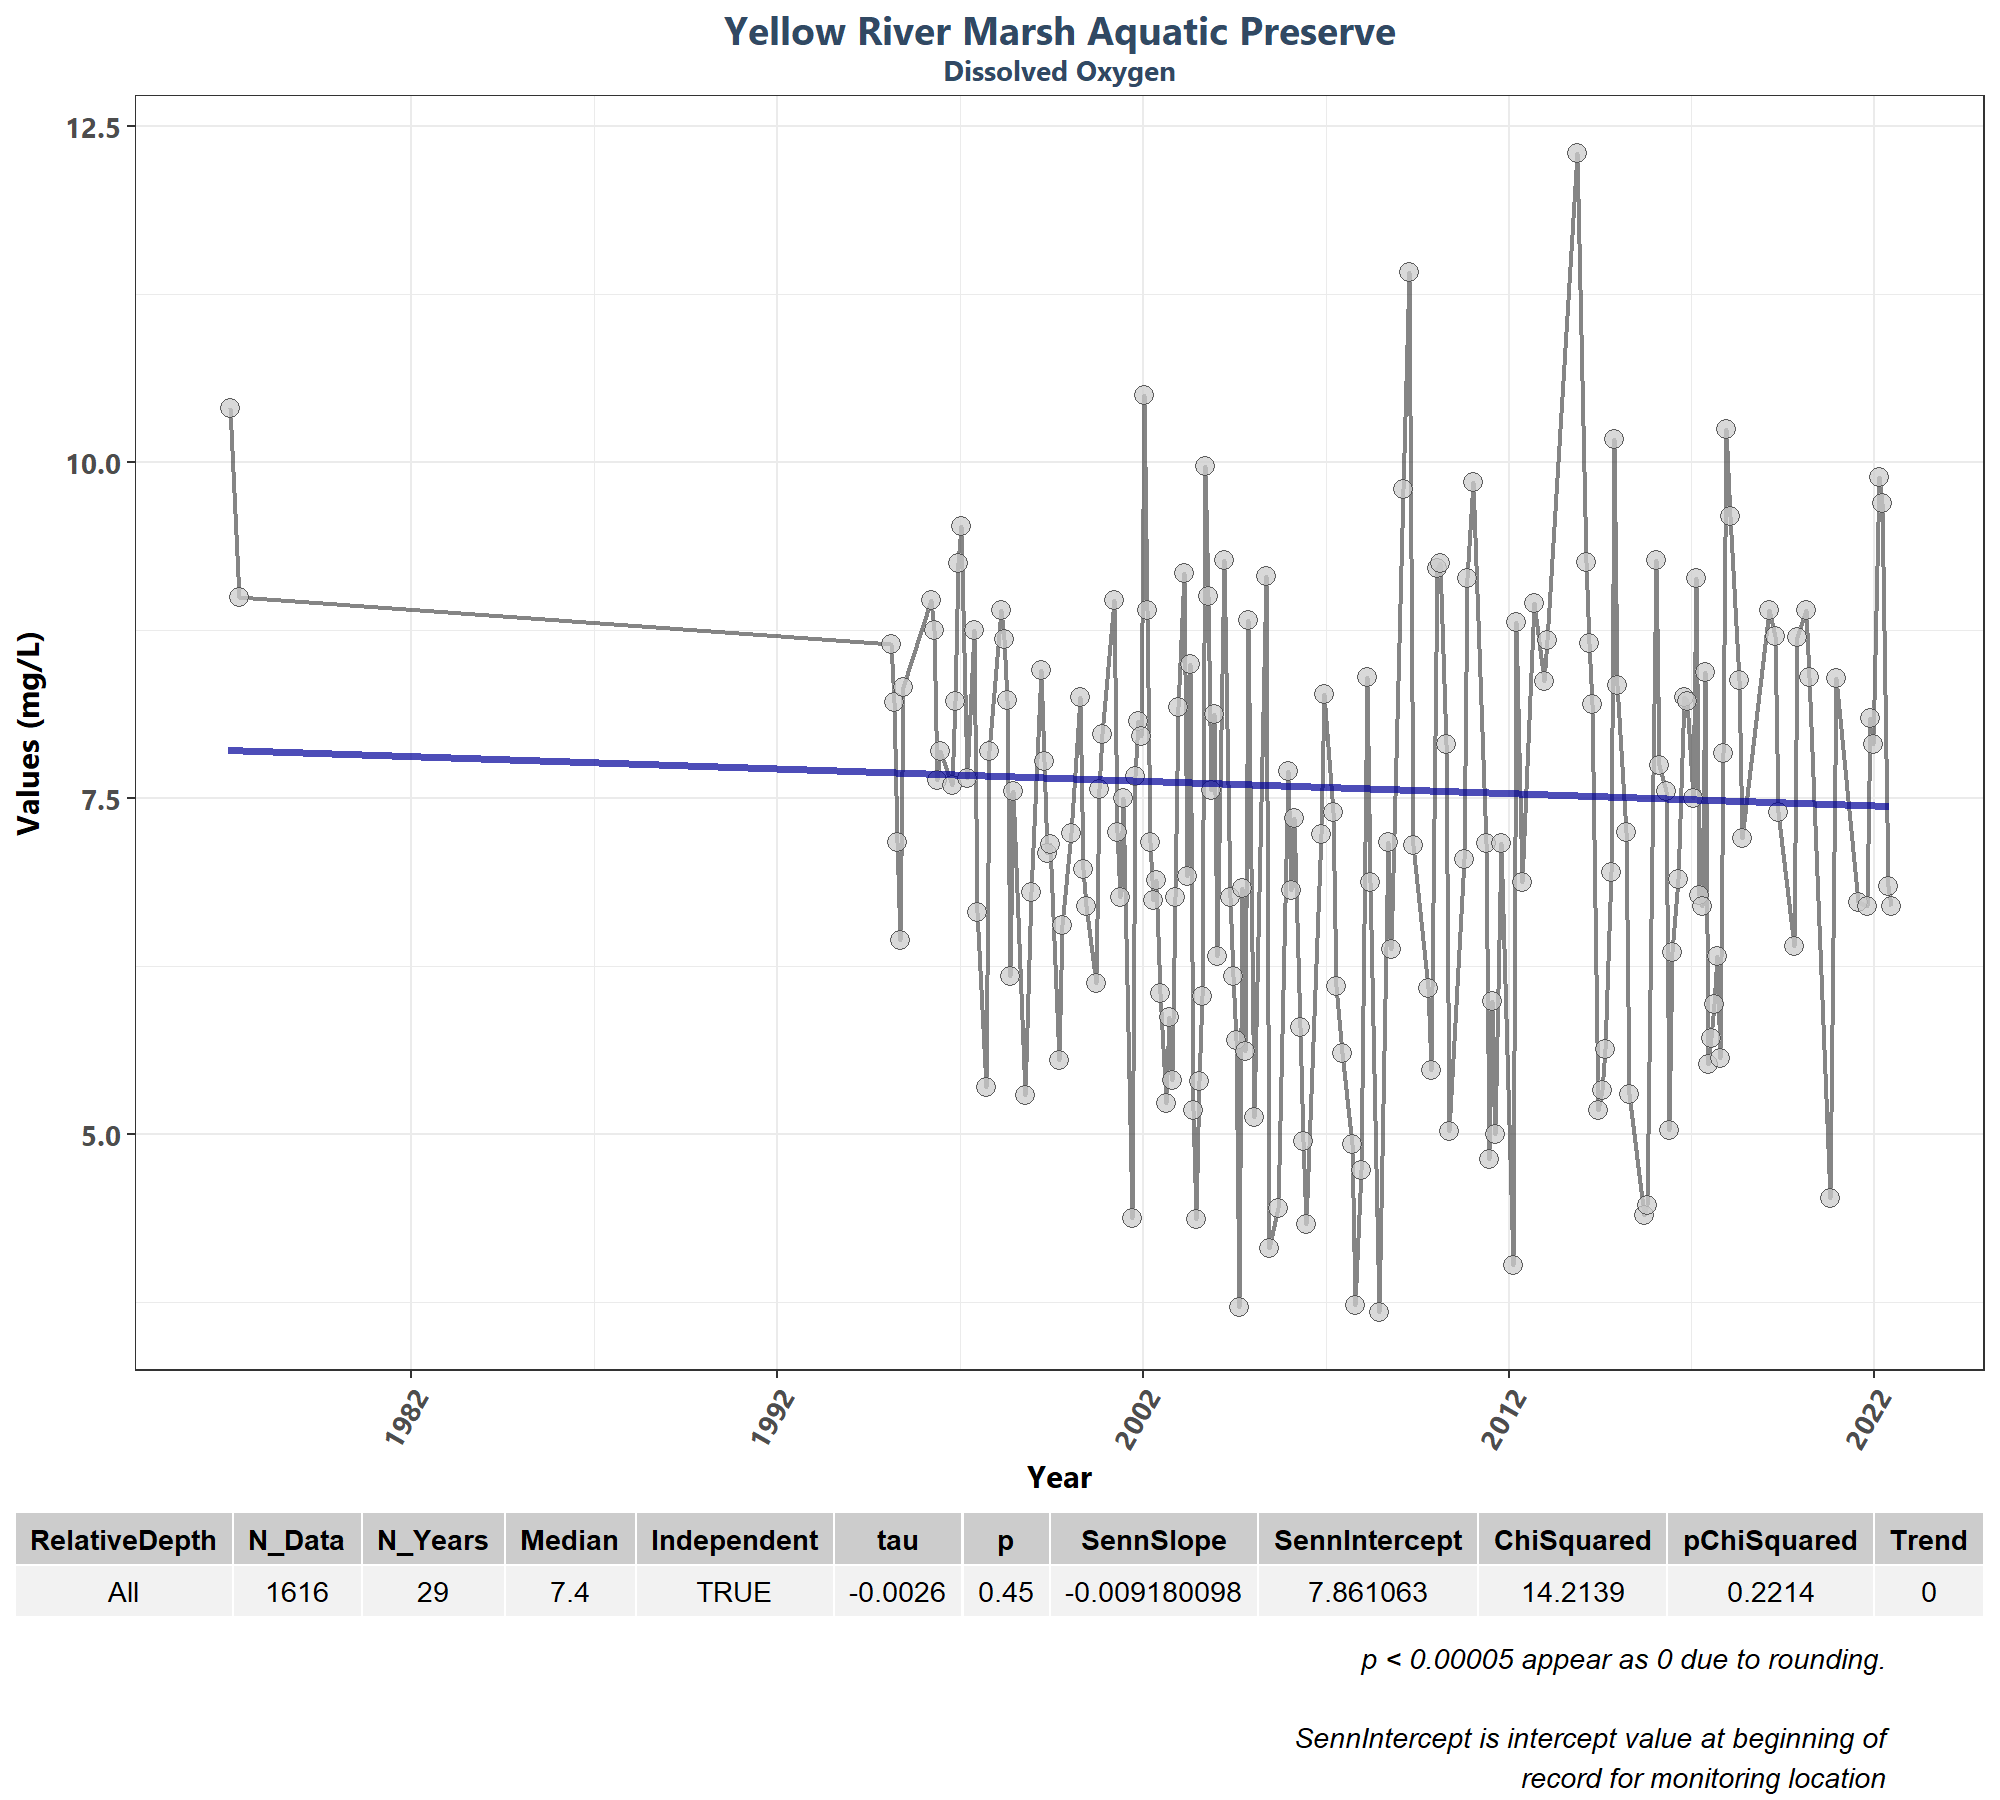 Yellow River Marsh Aquatic Preserve
Dissolved Oxygen
Values (mg/L)
12.5
10.0
7.5
5.0
1982 1992 2002 2012 2022
Year
RelativeDepth N_Data N_Years Median Independent tau p SennSlope SennIntercept ChiSquared pChiSquared Trend
All 1616 29 7.4 TRUE -0.0026 0.45 -0.009180098 7.861063 14.2139 0.2214 0
p < 0.00005 appear as 0 due to rounding.
SennIntercept is intercept value at beginning of
record for monitoring location